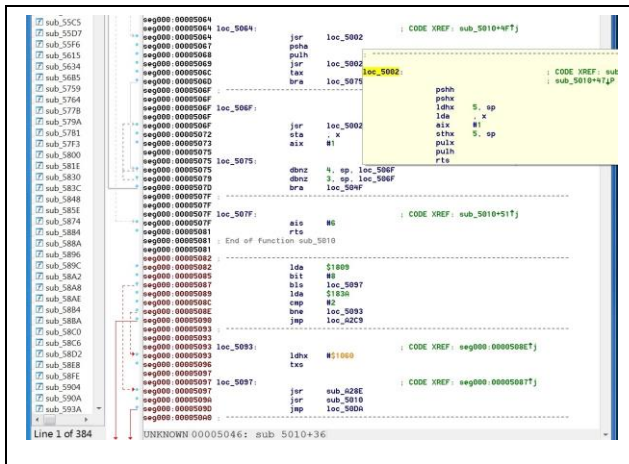 sub_55C5
sub_55D7
sub_55F6
sub_5615
sub_5634
sub_5685
sub_5759
sub_5764
sub_577B
sub_579A
sub_57B1
sub_57F3
sub_5800
sub_581E
sub_5830
sub_583C
sub_5848
sub_585E
sub_5874
sub_5884
sub_588A
sub_5896
sub_589C
sub_58A2
sub_58A8
sub_58AE
sub_58B4
sub_58BA
sub_58C0
sub_58C6
sub_58D2
sub_58E8
sub_58FE
sub_5904
sub_590A
sub_593A
Line 1 of 384
seg000:00005064
seg000:00005064 loc_5064: ; CODE XREF: sub_5010+4F↑j
seg000:00005064 jsr loc_5002
seg000:00005067 psha
seg000:00005068 pulh
seg000:00005069 jsr loc_5002
seg000:0000506C tax
seg000:0000506D bra loc_5075
seg000:0000506F ; ---------------------------------------------------------------------------
seg000:0000506F
seg000:0000506F loc_506F:
seg000:0000506F
seg000:0000506F jsr loc_5002
seg000:00005072 sta , x
seg000:00005073 aix #1
seg000:00005075
seg000:00005075 loc_5075:
seg000:00005075 dbnz 4, sp, loc_506F
seg000:00005079 dbnz 3, sp, loc_506F
seg000:0000507D bra loc_504F
seg000:0000507F ; ---------------------------------------------------------------------------
seg000:0000507F
seg000:0000507F loc_507F: ; CODE XREF: sub_5010+51↑j
seg000:0000507F ais #6
seg000:00005081 rts
seg000:00005081 ; End of function sub_5010
seg000:00005081
seg000:00005082 ; ---------------------------------------------------------------------------
seg000:00005082 lda $1809
seg000:00005085 bit #8
seg000:00005087 bls loc_5097
seg000:00005089 lda $183A
seg000:0000508C cmp #2
seg000:0000508E bne loc_5093
seg000:00005090 jmp loc_A2C9
seg000:00005093 ; ---------------------------------------------------------------------------
seg000:00005093
seg000:00005093 loc_5093: ; CODE XREF: seg000:0000508E↑j
seg000:00005093 ldhx #$1060
seg000:00005096 txs
seg000:00005097
seg000:00005097 loc_5097: ; CODE XREF: seg000:00005087↑j
seg000:00005097 jsr sub_A28E
seg000:0000509A jsr sub_5010
seg000:0000509D jmp loc_50DA
seg000:000050A0 ; ---------------------------------------------------------------------------
loc_5002: ; CODE XREF: sub
; sub_5010+47↓p
pshh
pshx
ldhx 5, sp
lda , x
aix #1
sthx 5, sp
pulx
pulh
rts
UNKNOWN 00005046: sub_5010+36